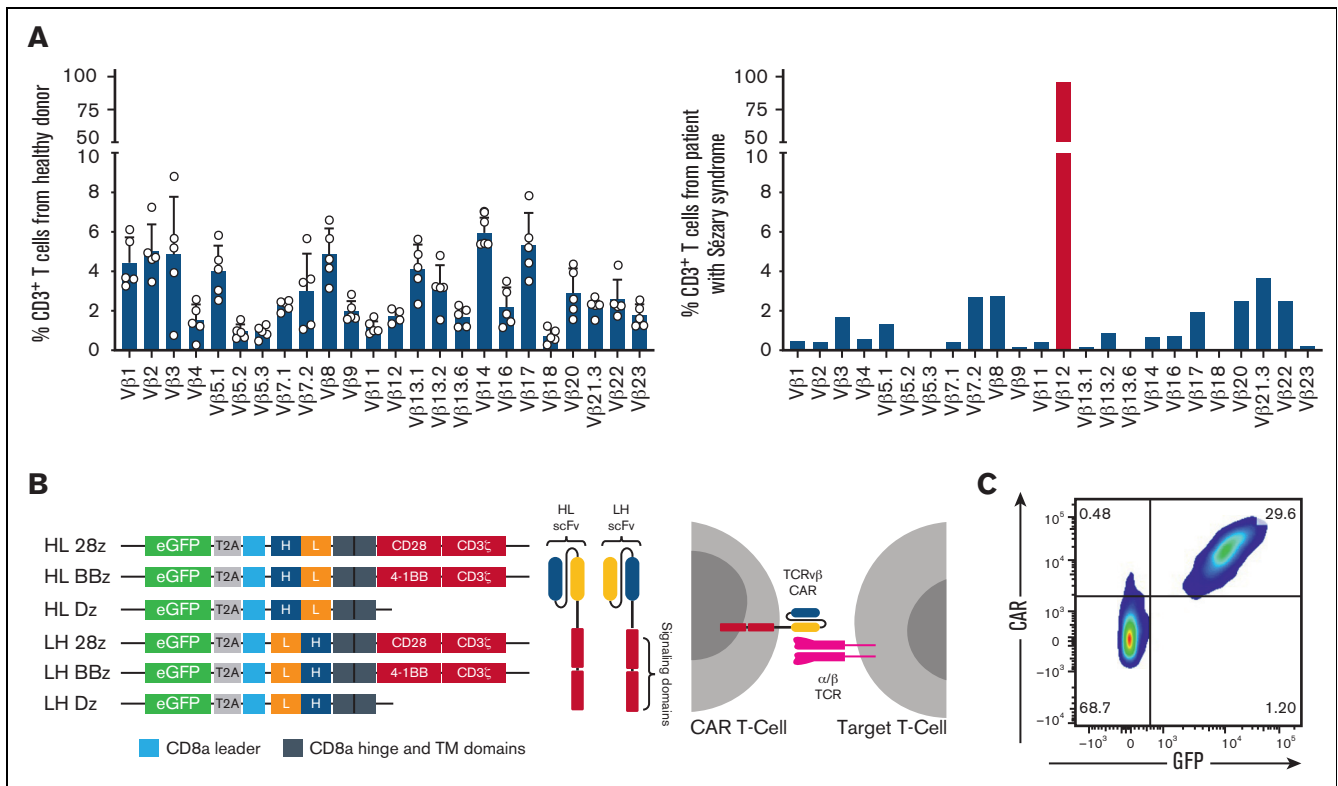 A
% CD3+ T cells from healthy donor
100
75
50
10
8
6
4
2
0
Vβ1
Vβ2
Vβ3
Vβ4
Vβ5.1
Vβ5.2
Vβ5.3
Vβ7.1
Vβ7.2
Vβ8
Vβ9
Vβ11
Vβ12
Vβ13.1
Vβ13.2
Vβ13.6
Vβ14
Vβ16
Vβ17
Vβ18
Vβ20
Vβ21.3
Vβ22
Vβ23
% CD3+ T cells from patient
with Sézary syndrome
100
75
50
10
8
6
4
2
0
Vβ1
Vβ2
Vβ3
Vβ4
Vβ5.1
Vβ5.2
Vβ5.3
Vβ7.1
Vβ7.2
Vβ8
Vβ9
Vβ11
Vβ12
Vβ13.1
Vβ13.2
Vβ13.6
Vβ14
Vβ16
Vβ17
Vβ18
Vβ20
Vβ21.3
Vβ22
Vβ23
B
HL 28z eGFP T2A H L CD28 CD3ζ
HL BBz eGFP T2A H L 4-1BB CD3ζ
HL Dz eGFP T2A H L
LH 28z eGFP T2A L H CD28 CD3ζ
LH BBz eGFP T2A L H 4-1BB CD3ζ
LH Dz eGFP T2A L H
CD8a leader
CD8a hinge and TM domains
HL
scFv
LH
scFv
Signaling domains
TCRvβ
CAR
α/β
TCR
CAR T-Cell
Target T-Cell
C
CAR
10^5
10^4
10^3
0
−10^3
−10^4
0.48
29.6
68.7
1.20
−10^3
0
10^3
10^4
10^5
GFP